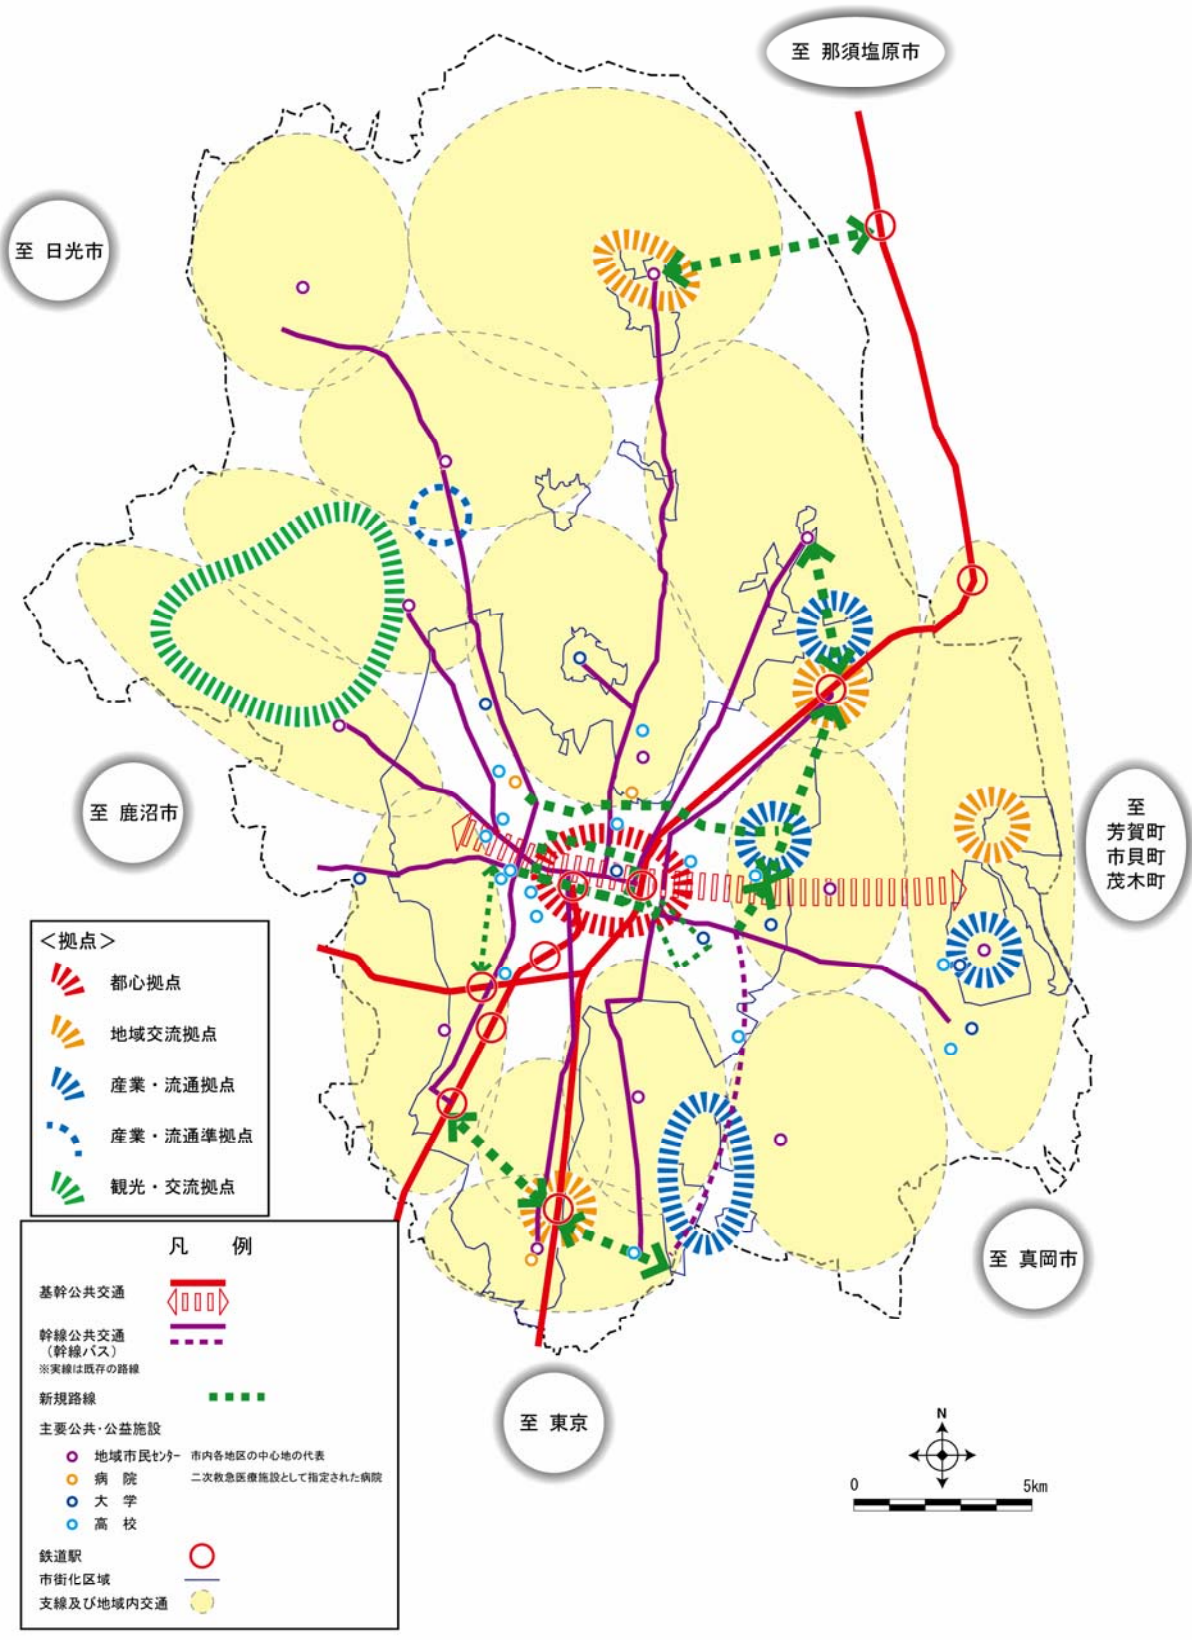 至 那須塩原市
至 日光市
至 鹿沼市
至
芳賀町
市貝町
茂木町
<拠点>
都心拠点
地域交流拠点
産業・流通拠点
産業・流通準拠点
観光・交流拠点
凡 例
基幹公共交通
幹線公共交通
(幹線バス)
※実線は既存の路線
新規路線
主要公共・公益施設
地域市民センター 市内各地区の中心地の代表
病 院 二次救急医療施設として指定された病院
大 学
高 校
鉄道駅
市街化区域
支線及び地域内交通
至 真岡市
至 東京
N
0 5km